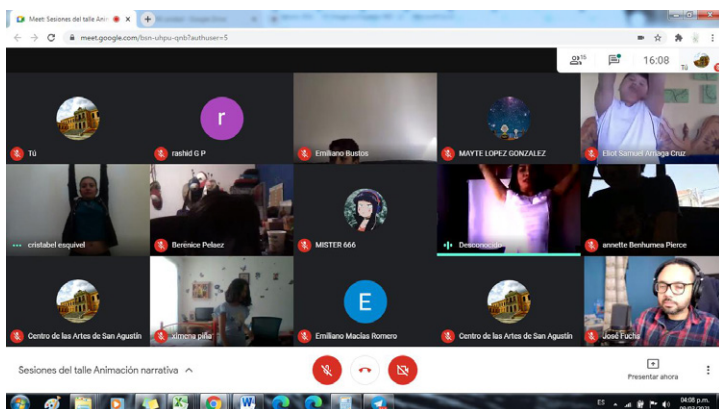 Meet: Sesiones del talle Anim
meet.google.com/bsn-uhpu-qnb?authuser=5
16
16:08
Tú
Tú
r
rashid G P
Emiliano Bustos
MAYTE LOPEZ GONZALEZ
Eliot Samuel Arriaga Cruz
cristabel esquivel
Berénice Pelaez
MISTER 666
Desconocido
annette Benhumea Pierce
Centro de las Artes de San Agustín
ximena piña
E
Emiliano Macías Romero
Centro de las Artes de San Agustín
José Fuchs
Sesiones del talle Animación narrativa
Presentar ahora
ES
04:08 p.m.